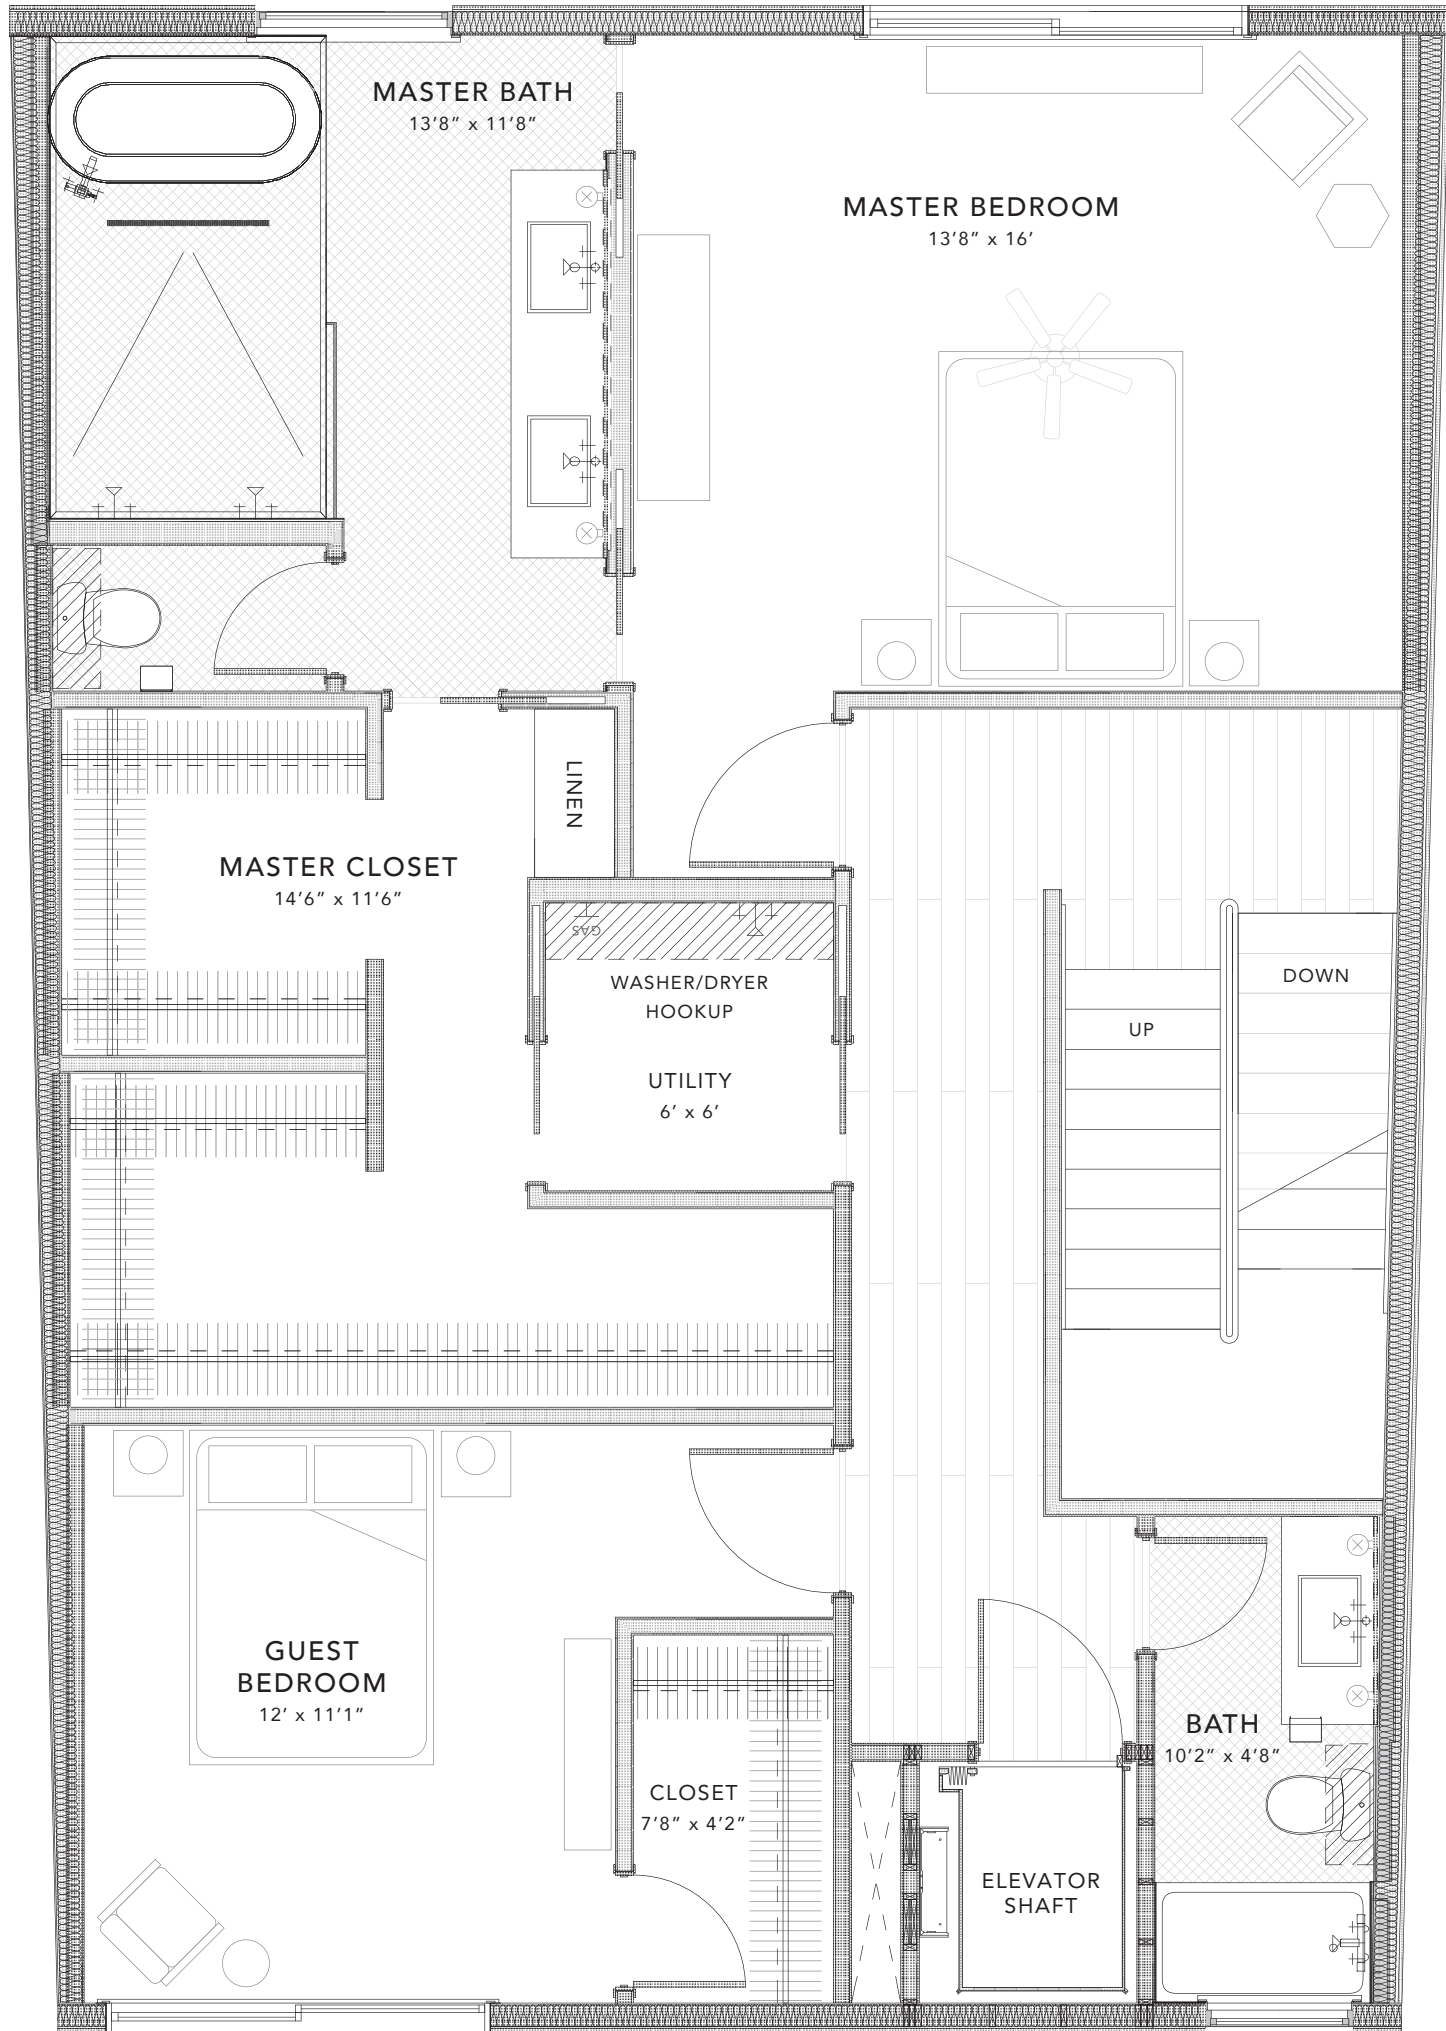 MASTER BATH
13’8” x 11’8”
MASTER BEDROOM
13’8” x 16’
LINEN
MASTER CLOSET
14’6” x 11’6”
GAS
WASHER/DRYER
HOOKUP
UTILITY
6’ x 6’
DOWN
UP
GUEST
BEDROOM
12’ x 11’1”
BATH
10’2” x 4’8”
CLOSET
7’8” x 4’2”
ELEVATOR
SHAFT